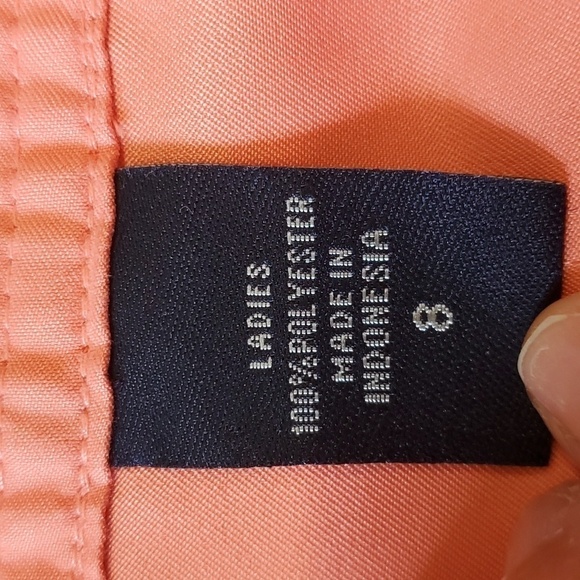 LADIES
100%POLYESTER
MADE IN
INDONESIA
8